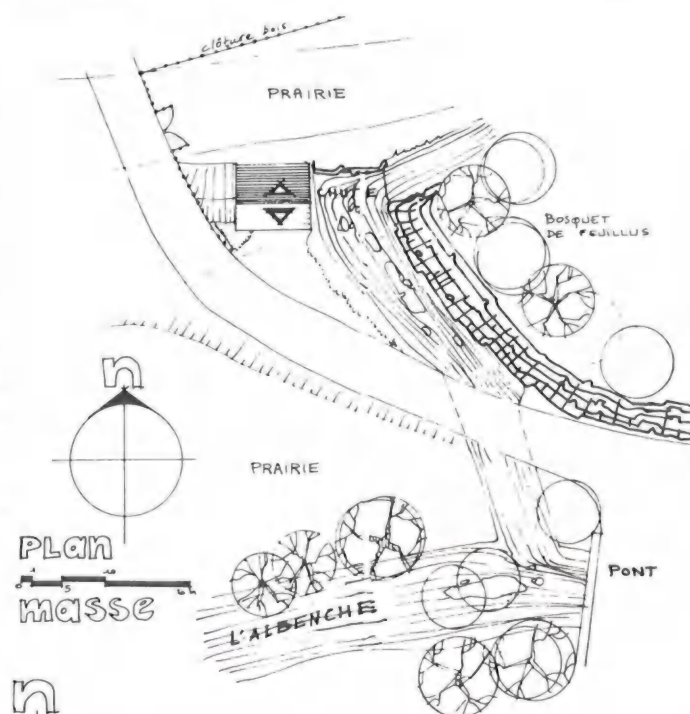 clôture bois
PRAIRIE
CHUTE
BOSQUET
DE FEUILLUS
n
PRAIRIE
PLan
masse
PONT
L'ALBENCHE
n